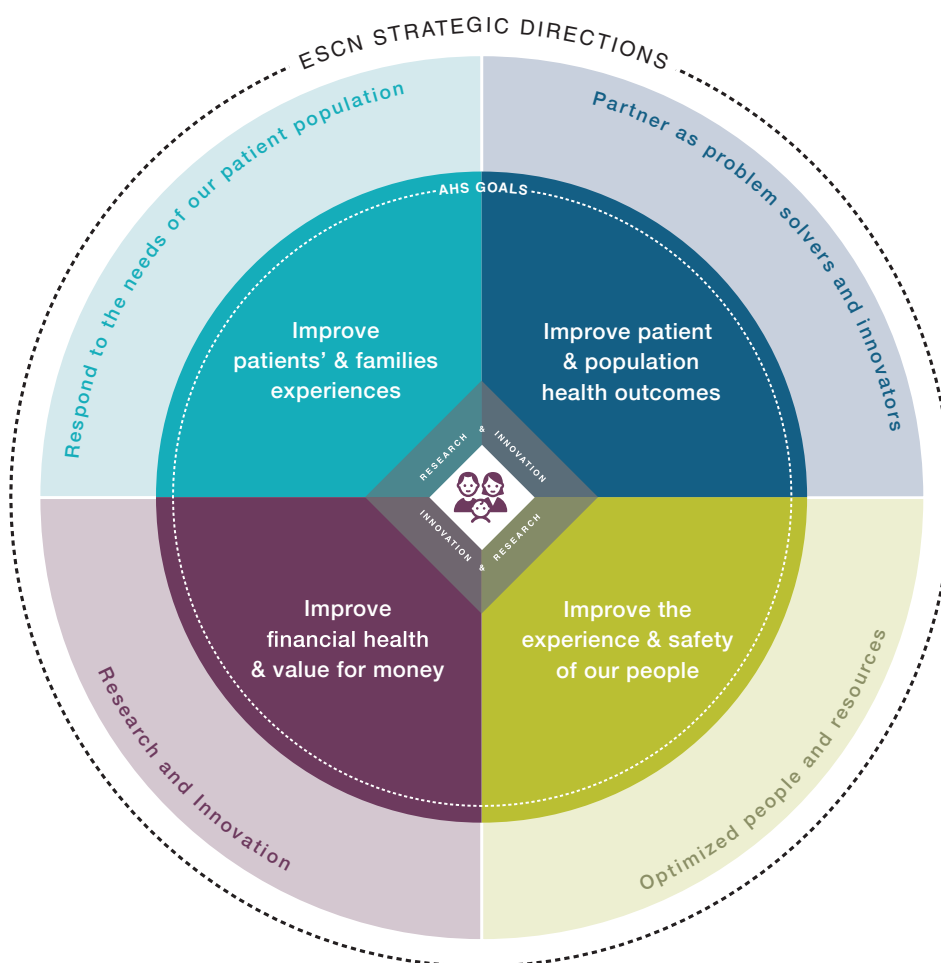 ESCN STRATEGIC DIRECTIONS
Respond to the needs of our patient population
Partner as problem solvers and innovators
AHS GOALS
Improve
patients’ & families
experiences
Improve patient
& population
health outcomes
RESEARCH & INNOVATION
INNOVATION & RESEARCH
Improve
financial health
& value for money
Improve the
experience & safety
of our people
Research and Innovation
Optimized people and resources